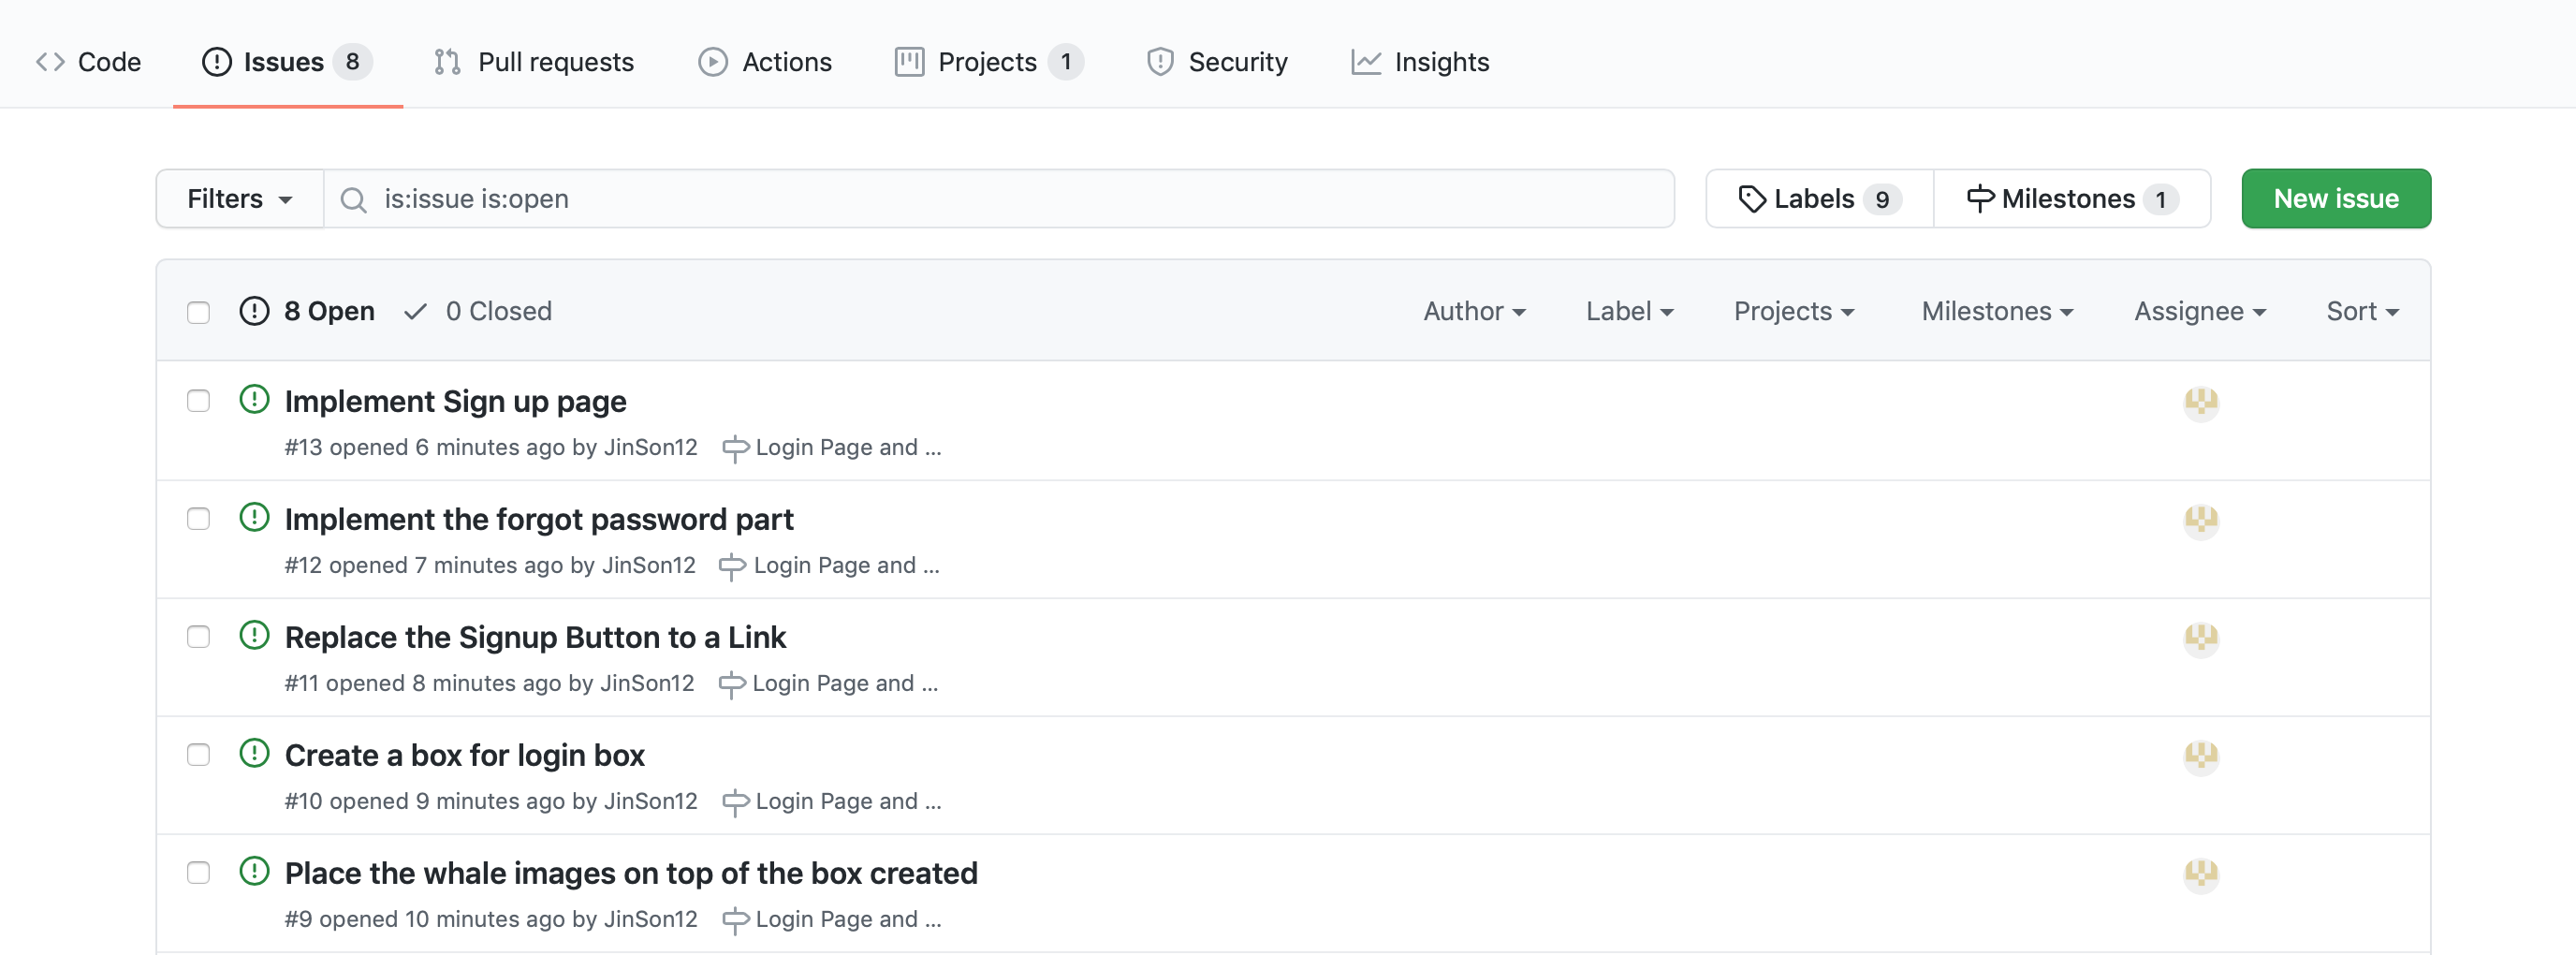 Code Issues 8 Pull requests Actions Projects 1 Security Insights
Filters is:issue is:open Labels 9 Milestones 1 New issue
8 Open 0 Closed Author Label Projects Milestones Assignee Sort
Implement Sign up page
#13 opened 6 minutes ago by JinSon12 Login Page and ...
Implement the forgot password part
#12 opened 7 minutes ago by JinSon12 Login Page and ...
Replace the Signup Button to a Link
#11 opened 8 minutes ago by JinSon12 Login Page and ...
Create a box for login box
#10 opened 9 minutes ago by JinSon12 Login Page and ...
Place the whale images on top of the box created
#9 opened 10 minutes ago by JinSon12 Login Page and ...